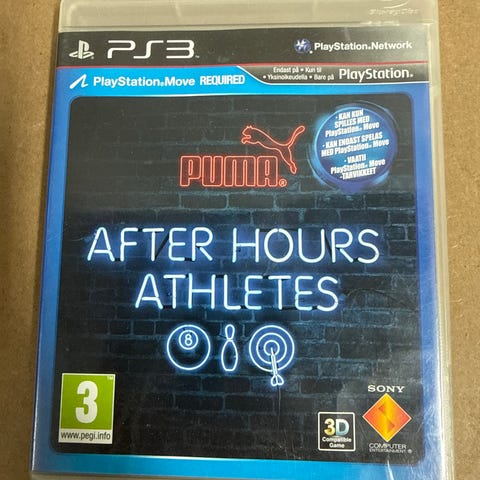 PS3
PlayStation®Network
PlayStation®Move REQUIRED
Endast på • Kun til
• Yksinoikeudella • Bare på
PlayStation®
• KAN KUN
SPILLES MED
PlayStation® Move
• KAN ENDAST SPELAS
MED PlayStation® Move
• VAATII
PlayStation® Move
-TARVIKKEET
PUMA®
AFTER HOURS
ATHLETES
8
3
www.pegi.info
3D
Compatible
Game
SONY
COMPUTER
ENTERTAINMENT®